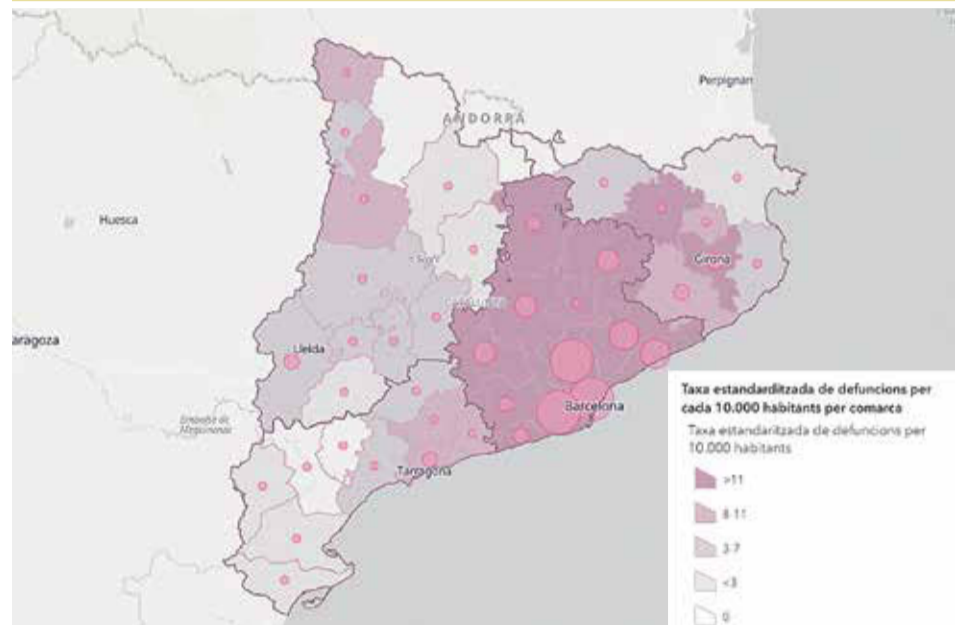 Perpignan
ANDORRA
Huesca
Girona
Lleida
aragoza
Barcelona
Tarragona
Taxa estandarditzada de defuncions per
cada 10.000 habitants per comarca
Taxa estandaritzada de defuncions per
10.000 habitants
>11
8-11
3-7
<3
0